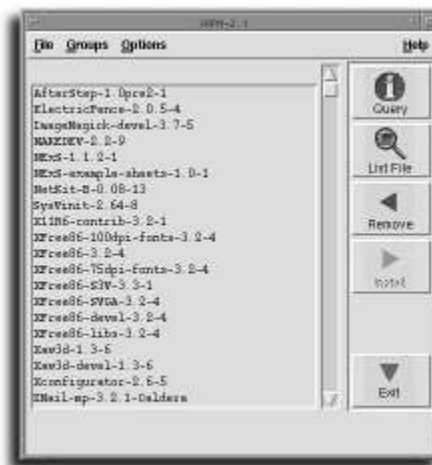 XRPM-2.1
File Groups Options Help
AfterStep-1.0pre2-1
ElectricFence-2.0.5-4
ImageMagick-devel-3.7-5
MAKEDEV-2.2-9
NExS-1.1.2-1
NExS-example-sheets-1.0-1
NetKit-B-0.08-13
SysVinit-2.64-8
X11R6-contrib-3.2-1
XFree86-100dpi-fonts-3.2-4
XFree86-3.2-4
XFree86-75dpi-fonts-3.2-4
XFree86-S3V-3.3-1
XFree86-SVGA-3.2-4
XFree86-devel-3.2-4
XFree86-libs-3.2-4
Xaw3d-1.3-6
Xaw3d-devel-1.3-6
Xconfigurator-2.6-5
XMail-mp-3.2.1-Caldera
Query
List File
Remove
Install
Exit